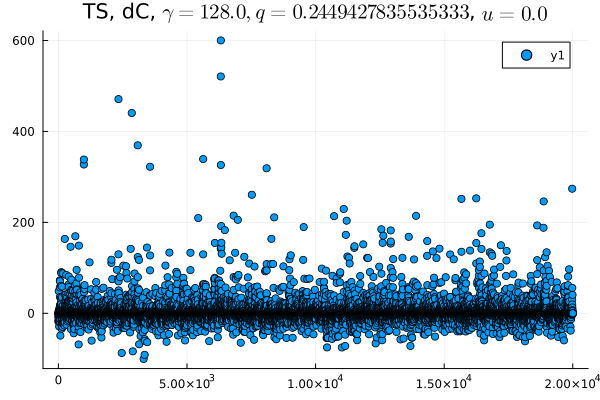 TS, dC, γ = 128.0, q = 0.2449427835535333, u = 0.0
600
y1
400
200
0
0 5.00×10³ 1.00×10⁴ 1.50×10⁴ 2.00×10⁴